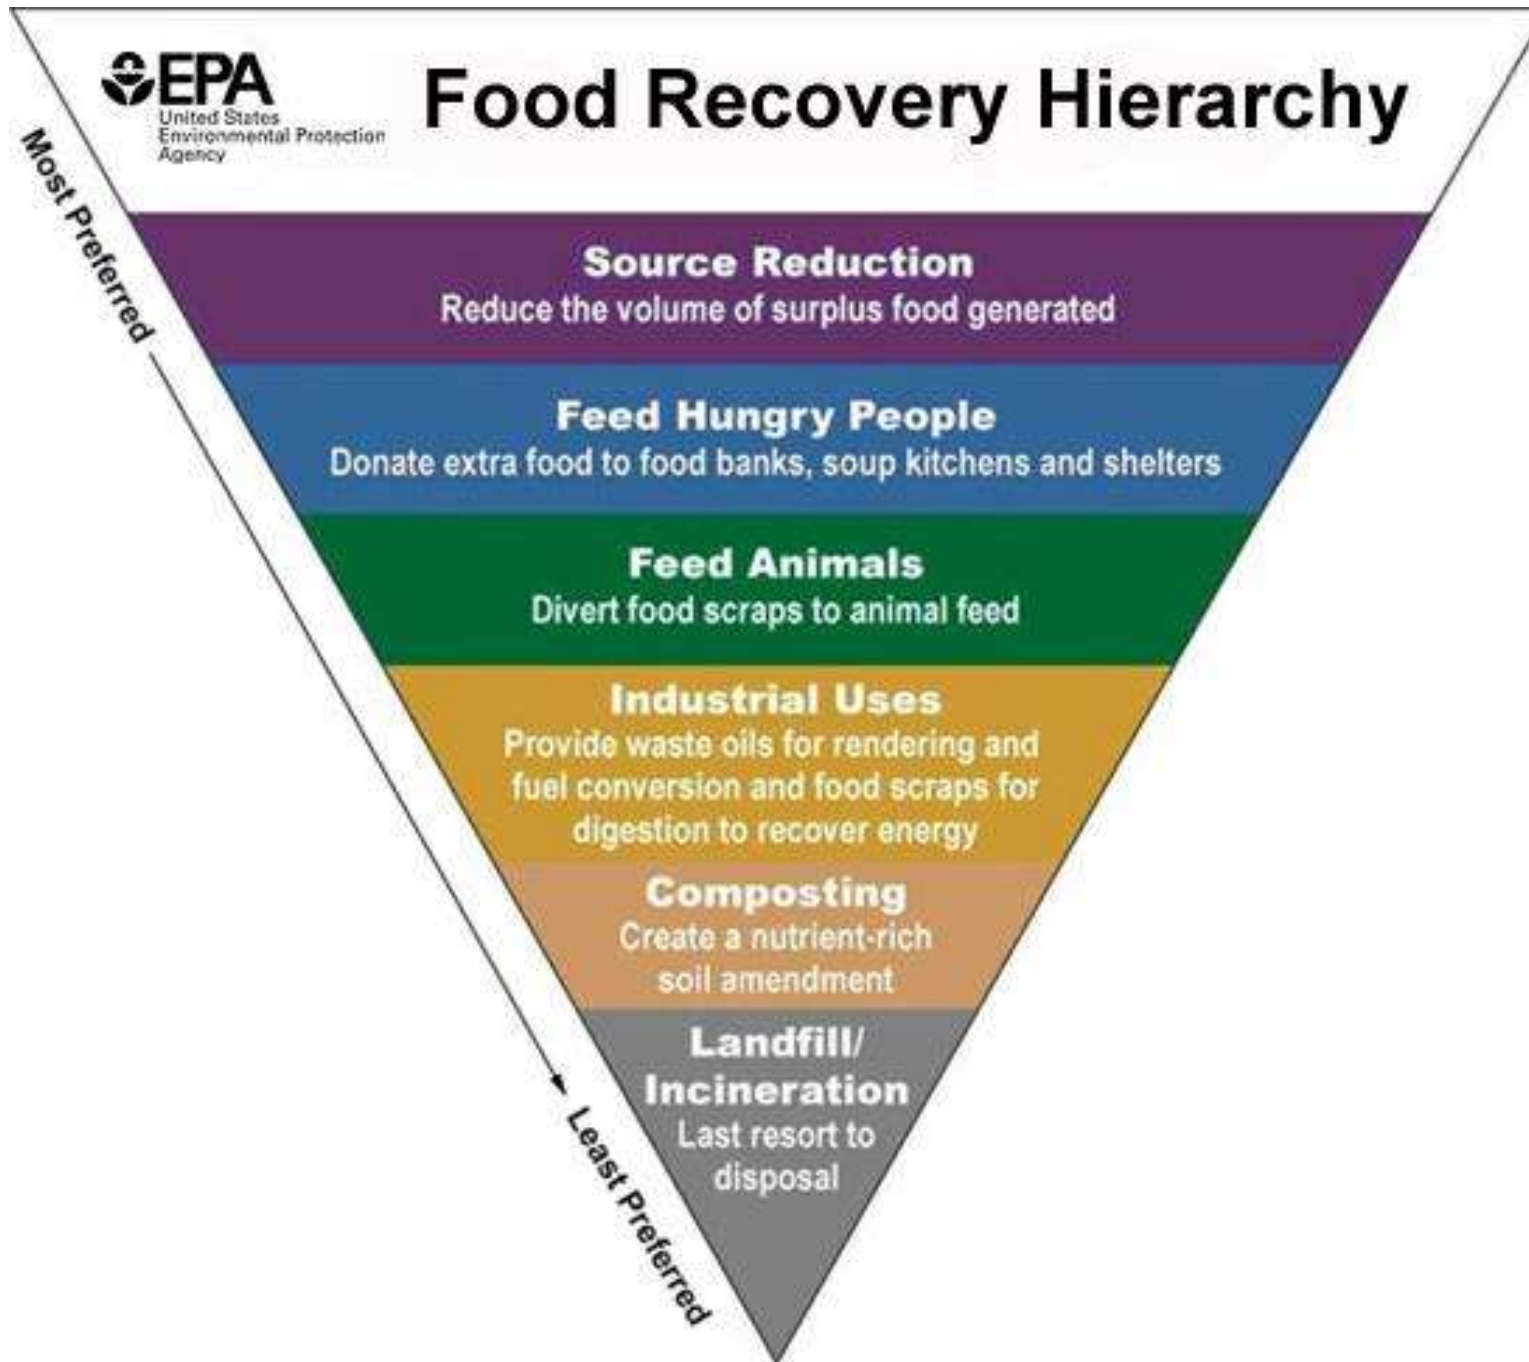 EPA
United States
Environmental Protection
Agency
Food Recovery Hierarchy
Most Preferred
Source Reduction
Reduce the volume of surplus food generated
Feed Hungry People
Donate extra food to food banks, soup kitchens and shelters
Feed Animals
Divert food scraps to animal feed
Industrial Uses
Provide waste oils for rendering and
fuel conversion and food scraps for
digestion to recover energy
Composting
Create a nutrient-rich
soil amendment
Landfill/
Incineration
Last resort to
disposal
Least Preferred